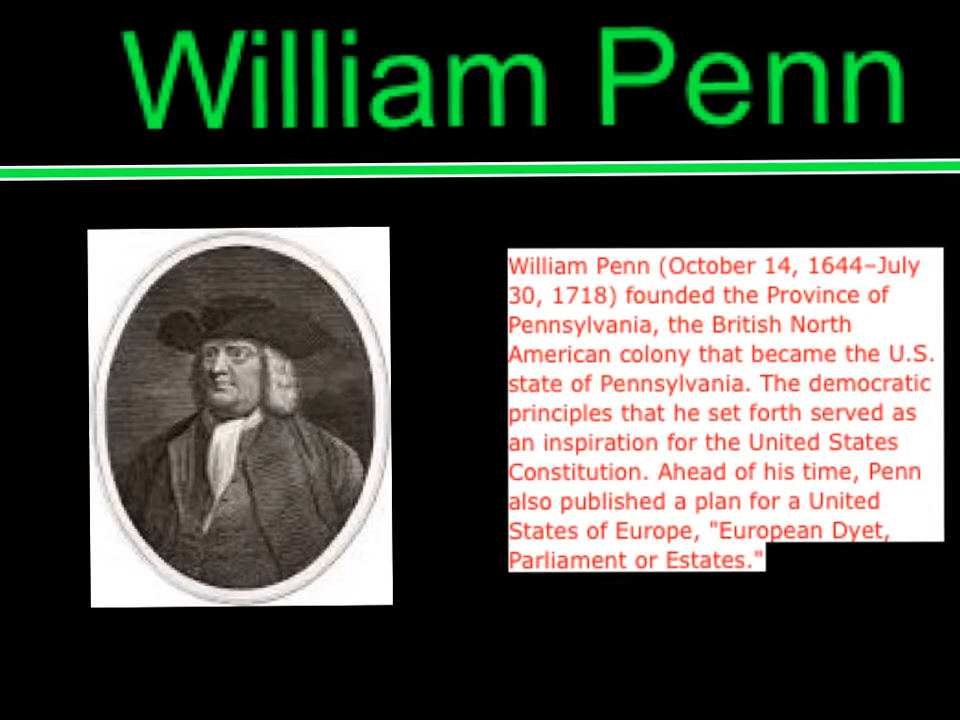 William Penn
William Penn (October 14, 1644–July
30, 1718) founded the Province of
Pennsylvania, the British North
American colony that became the U.S.
state of Pennsylvania. The democratic
principles that he set forth served as
an inspiration for the United States
Constitution. Ahead of his time, Penn
also published a plan for a United
States of Europe, "European Dyet,
Parliament or Estates."